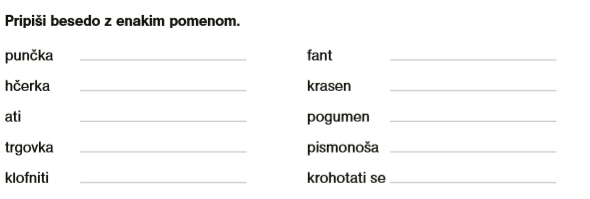 Pripiši besedo z enakim pomenom.
punčka fant
hčerka krasen
ati pogumen
trgovka pismonoša
klofniti krohotati se